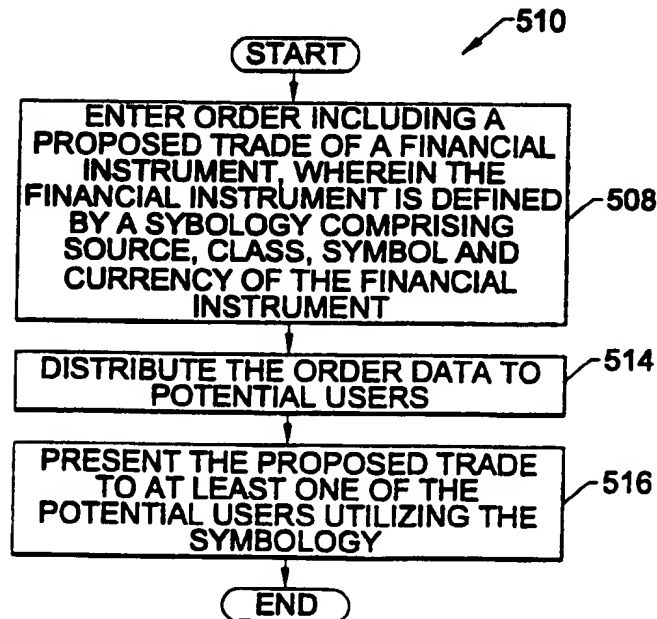 510
START
ENTER ORDER INCLUDING A
PROPOSED TRADE OF A FINANCIAL
INSTRUMENT, WHEREIN THE
FINANCIAL INSTRUMENT IS DEFINED
BY A SYBOLOGY COMPRISING
SOURCE, CLASS, SYMBOL AND
CURRENCY OF THE FINANCIAL
INSTRUMENT
508
DISTRIBUTE THE ORDER DATA TO
POTENTIAL USERS
514
PRESENT THE PROPOSED TRADE
TO AT LEAST ONE OF THE
POTENTIAL USERS UTILIZING THE
SYMBOLOGY
516
END